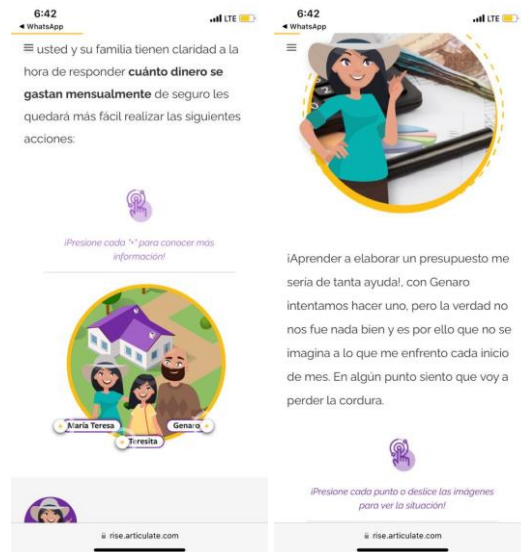 6:42
LTE
◄ WhatsApp
usted y su familia tienen claridad a la
hora de responder cuánto dinero se
gastan mensualmente de seguro les
quedará más fácil realizar las siguientes
acciones:
¡Presione cada "+" para conocer más
información!
María Teresa
Genaro
Teresita
rise.articulate.com
6:42
LTE
◄ WhatsApp
¡Aprender a elaborar un presupuesto me
sería de tanta ayuda!, con Genaro
intentamos hacer uno, pero la verdad no
nos fue nada bien y es por ello que no se
imagina a lo que me enfrento cada inicio
de mes. En algún punto siento que voy a
perder la cordura.
¡Presione cada punto o deslice las imágenes
para ver la situación!
rise.articulate.com